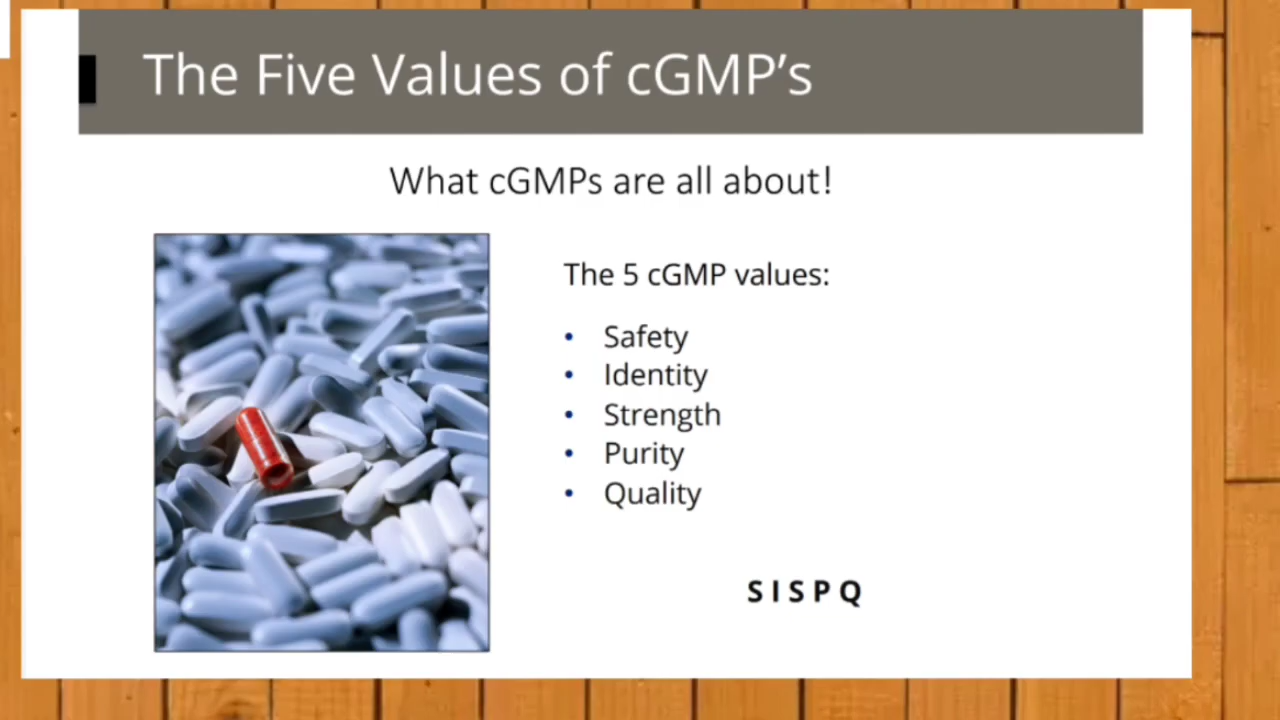 The Five Values of cGMP’s
What cGMPs are all about!
The 5 cGMP values:
• Safety
• Identity
• Strength
• Purity
• Quality
S I S P Q